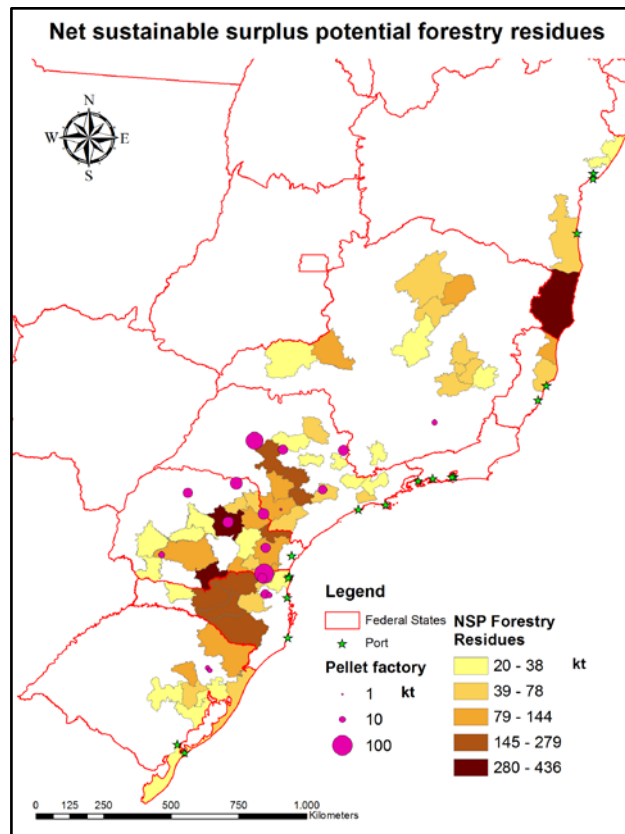 Net sustainable surplus potential forestry residues
N
W E
S
Legend
Federal States
Port
Pellet factory
1 kt
10
100
NSP Forestry
Residues
20 - 38 kt
39 - 78
79 - 144
145 - 279
280 - 436
0 125 250 500 750 1.000
Kilometers